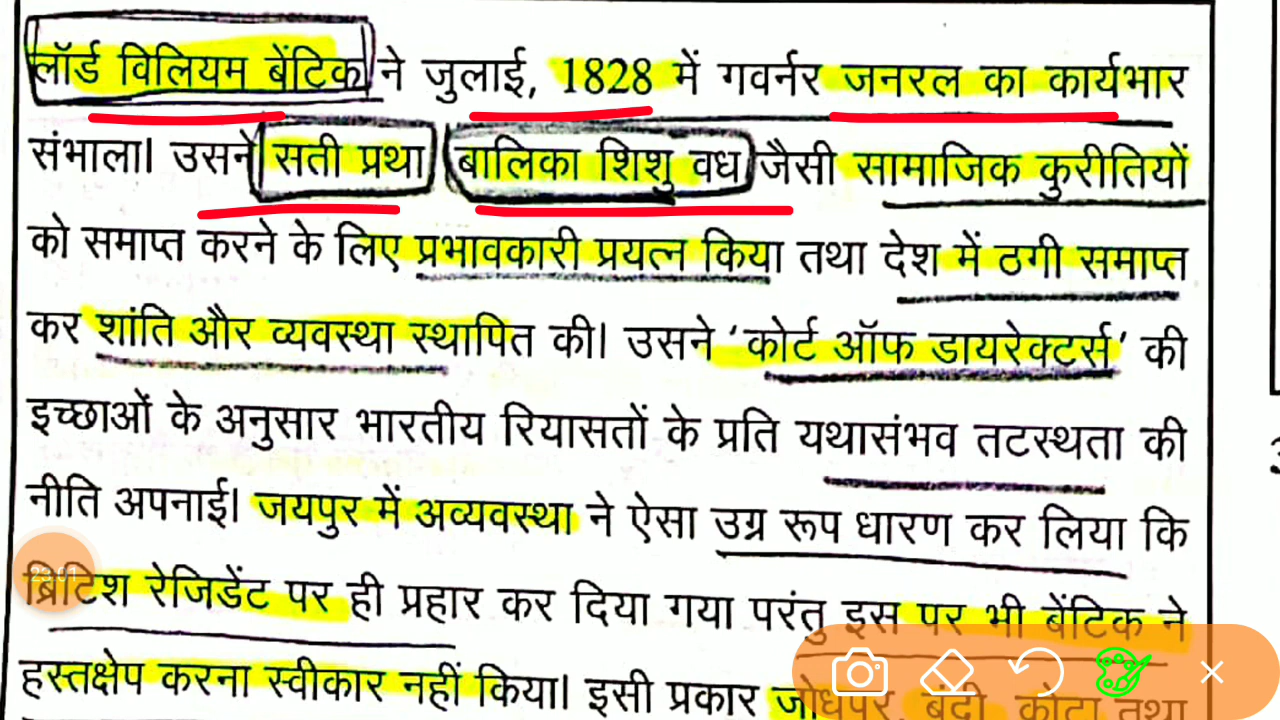 लॉर्ड विलियम बेंटिक ने जुलाई, 1828 में गवर्नर जनरल का कार्यभार
संभाला। उसने सती प्रथा बालिका शिशु वध जैसी सामाजिक कुरीतियों
को समाप्त करने के लिए प्रभावकारी प्रयत्न किया तथा देश में ठगी समाप्त
कर शांति और व्यवस्था स्थापित की। उसने ‘कोर्ट ऑफ डायरेक्टर्स’ की
इच्छाओं के अनुसार भारतीय रियासतों के प्रति यथासंभव तटस्थता की
नीति अपनाई। जयपुर में अव्यवस्था ने ऐसा उग्र रूप धारण कर लिया कि
ब्रिटिश रेजिडेंट पर ही प्रहार कर दिया गया परंतु इस पर भी बेंटिक ने
हस्तक्षेप करना स्वीकार नहीं किया। इसी प्रकार जोधपुर, बूंदी, कोटा तथा